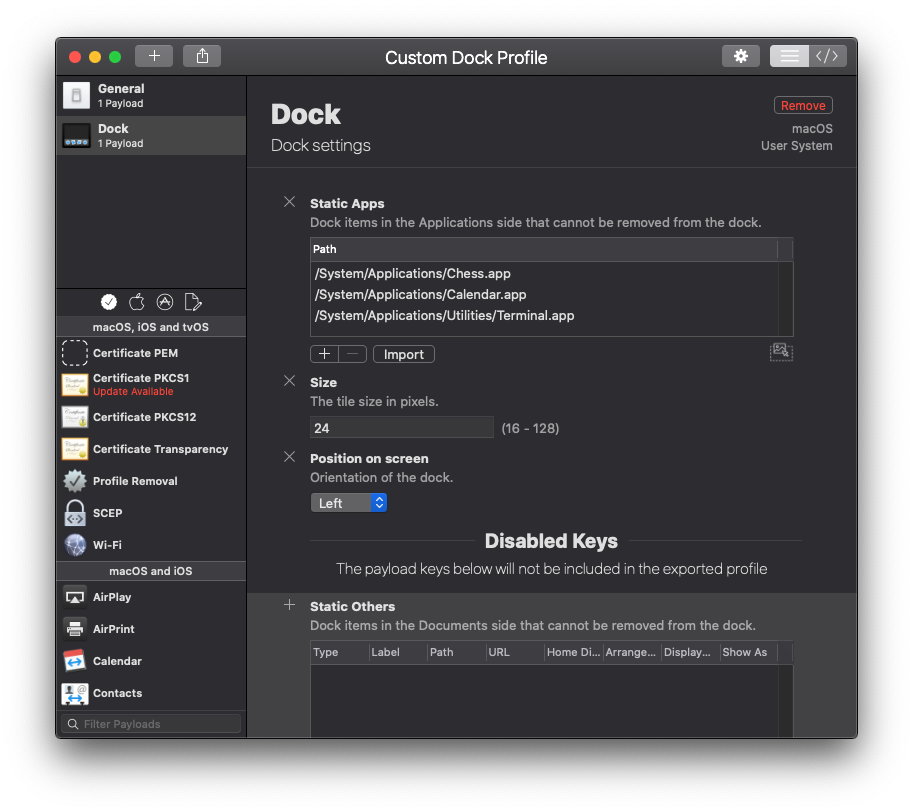 Custom Dock Profile
General
1 Payload
Dock
1 Payload
macOS, iOS and tvOS
Certificate PEM
Certificate PKCS1
Update Available
Certificate PKCS12
Certificate Transparency
Profile Removal
SCEP
Wi-Fi
macOS and iOS
AirPlay
AirPrint
Calendar
Contacts
Filter Payloads
Dock
Remove
Dock settings
macOS
User System
Static Apps
Dock items in the Applications side that cannot be removed from the dock.
Path
/System/Applications/Chess.app
/System/Applications/Calendar.app
/System/Applications/Utilities/Terminal.app
Import
Size
The tile size in pixels.
24 (16 - 128)
Position on screen
Orientation of the dock.
Left
Disabled Keys
The payload keys below will not be included in the exported profile
Static Others
Dock items in the Documents side that cannot be removed from the dock.
Type Label Path URL Home Di... Arrange... Display... Show As